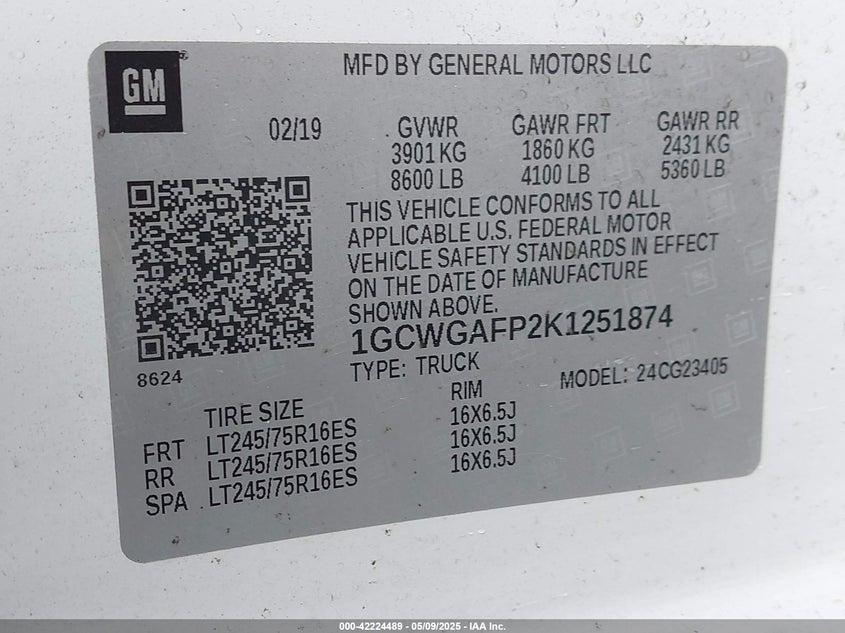 GM
MFD BY GENERAL MOTORS LLC
02/19 GVWR GAWR FRT GAWR RR
3901 KG 1860 KG 2431 KG
8600 LB 4100 LB 5360 LB
THIS VEHICLE CONFORMS TO ALL
APPLICABLE U.S. FEDERAL MOTOR
VEHICLE SAFETY STANDARDS IN EFFECT
ON THE DATE OF MANUFACTURE
SHOWN ABOVE.
1GCWGAFP2K1251874
8624
TYPE: TRUCK MODEL: 24CG23405
TIRE SIZE RIM
FRT LT245/75R16ES 16X6.5J
RR LT245/75R16ES 16X6.5J
SPA LT245/75R16ES 16X6.5J
000-42224489 - 05/09/2025 - IAA Inc.